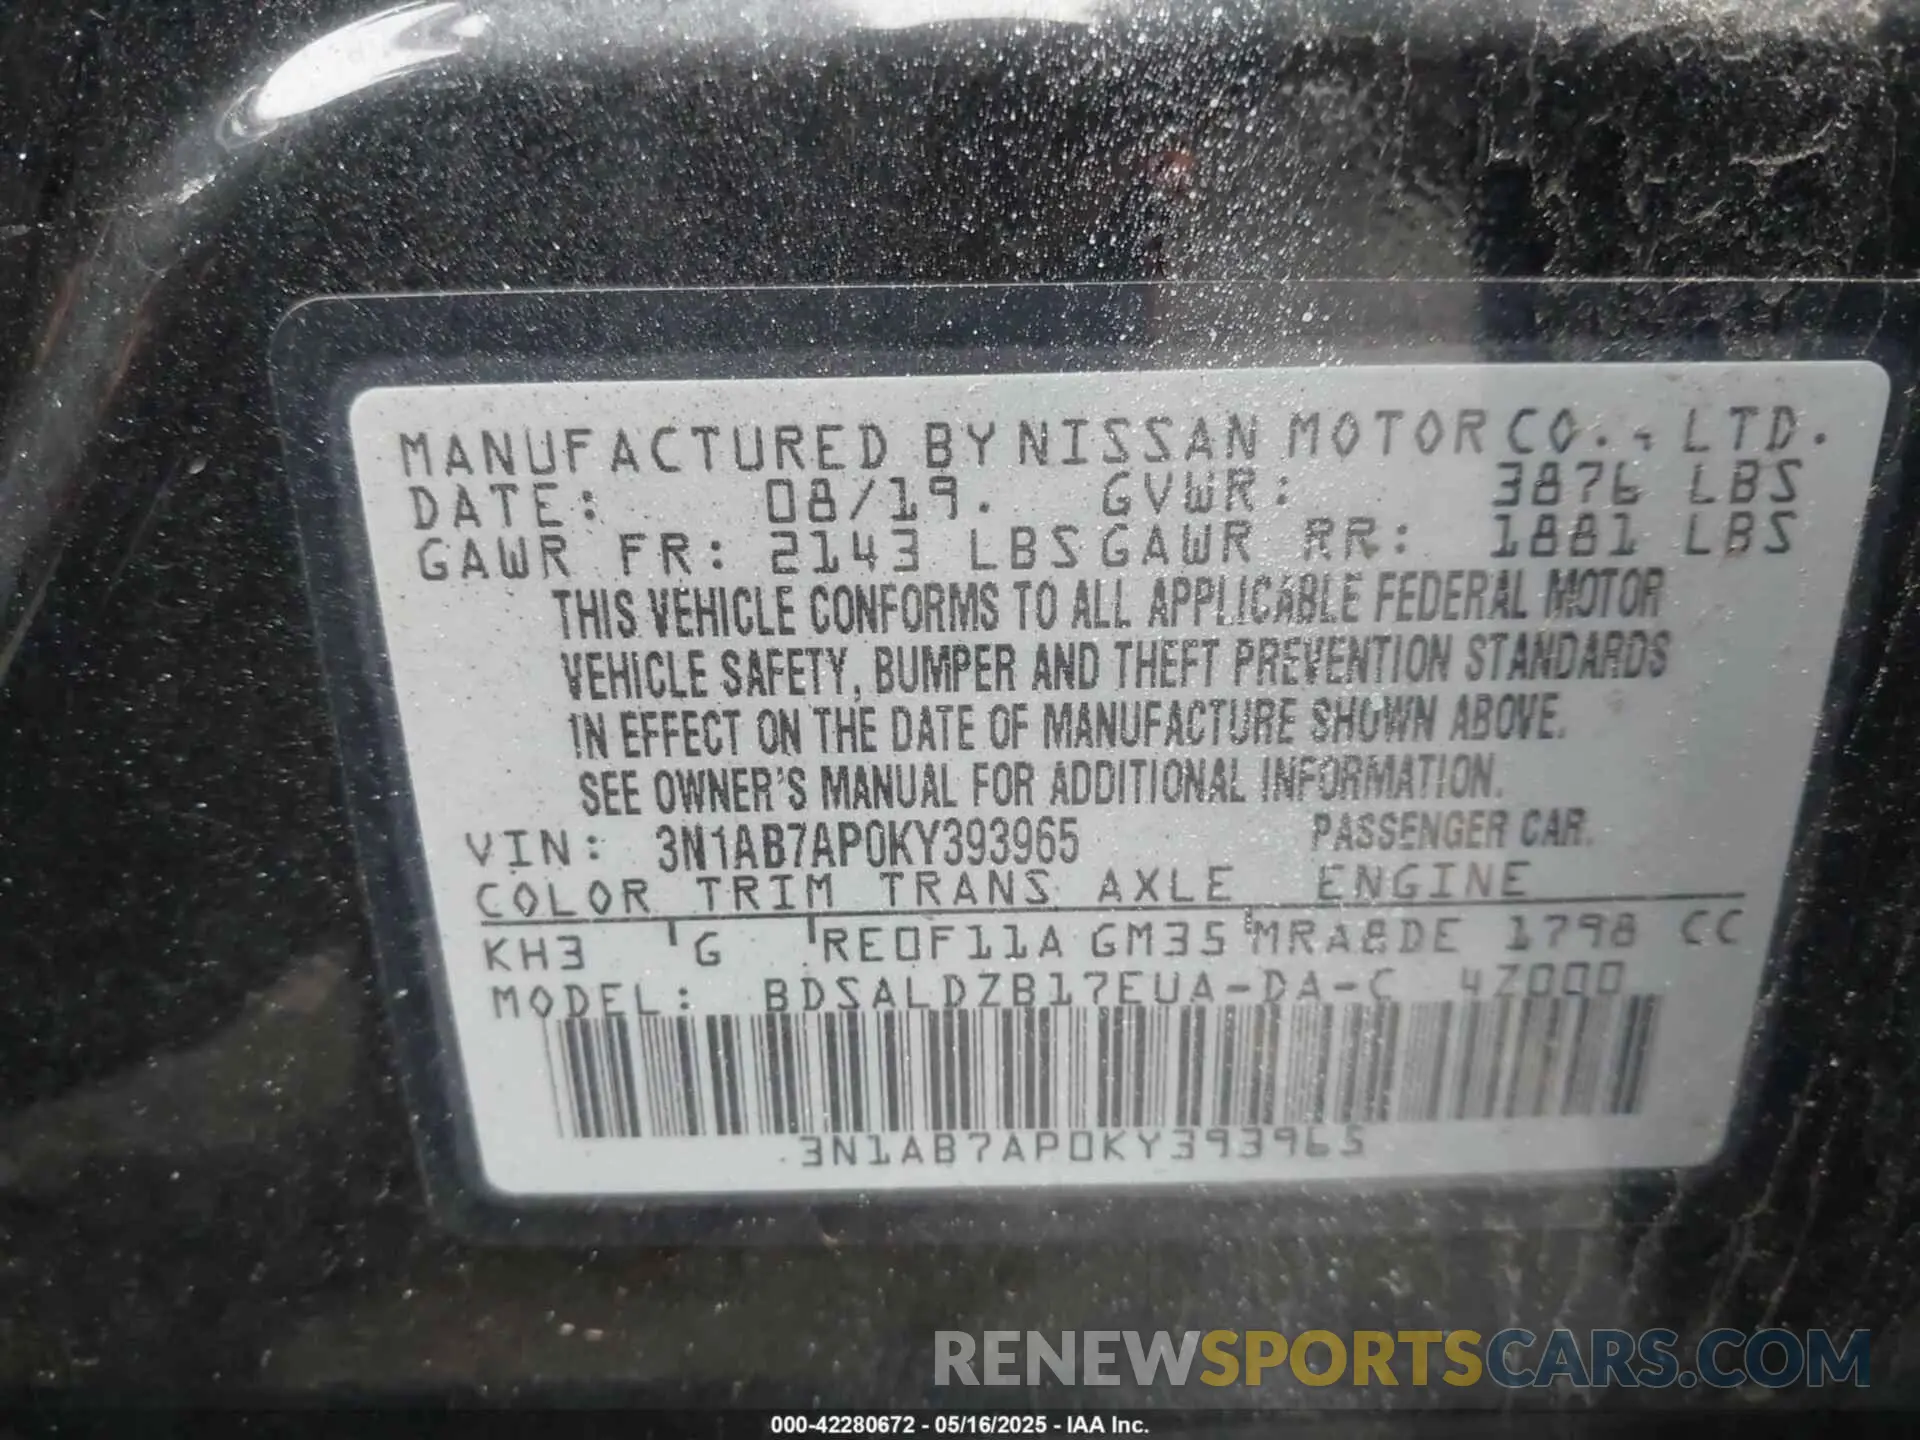 MANUFACTURED BY NISSAN MOTOR CO., LTD.
DATE: 08/19. GVWR: 3876 LBS
GAWR FR: 2143 LBS GAWR RR: 1881 LBS
THIS VEHICLE CONFORMS TO ALL APPLICABLE FEDERAL MOTOR
VEHICLE SAFETY, BUMPER AND THEFT PREVENTION STANDARDS
IN EFFECT ON THE DATE OF MANUFACTURE SHOWN ABOVE.
SEE OWNER'S MANUAL FOR ADDITIONAL INFORMATION.
VIN: 3N1AB7AP0KY393965 PASSENGER CAR.
COLOR TRIM TRANS AXLE ENGINE
KH3 G RE0F11A GM35 MRA8DE 1798 CC
MODEL: BDSALDZB17EUA-DA-C 4Z000
3N1AB7AP0KY393965
RENEWSPORTSCARS.COM
000-42280672 - 05/16/2025 - IAA Inc.